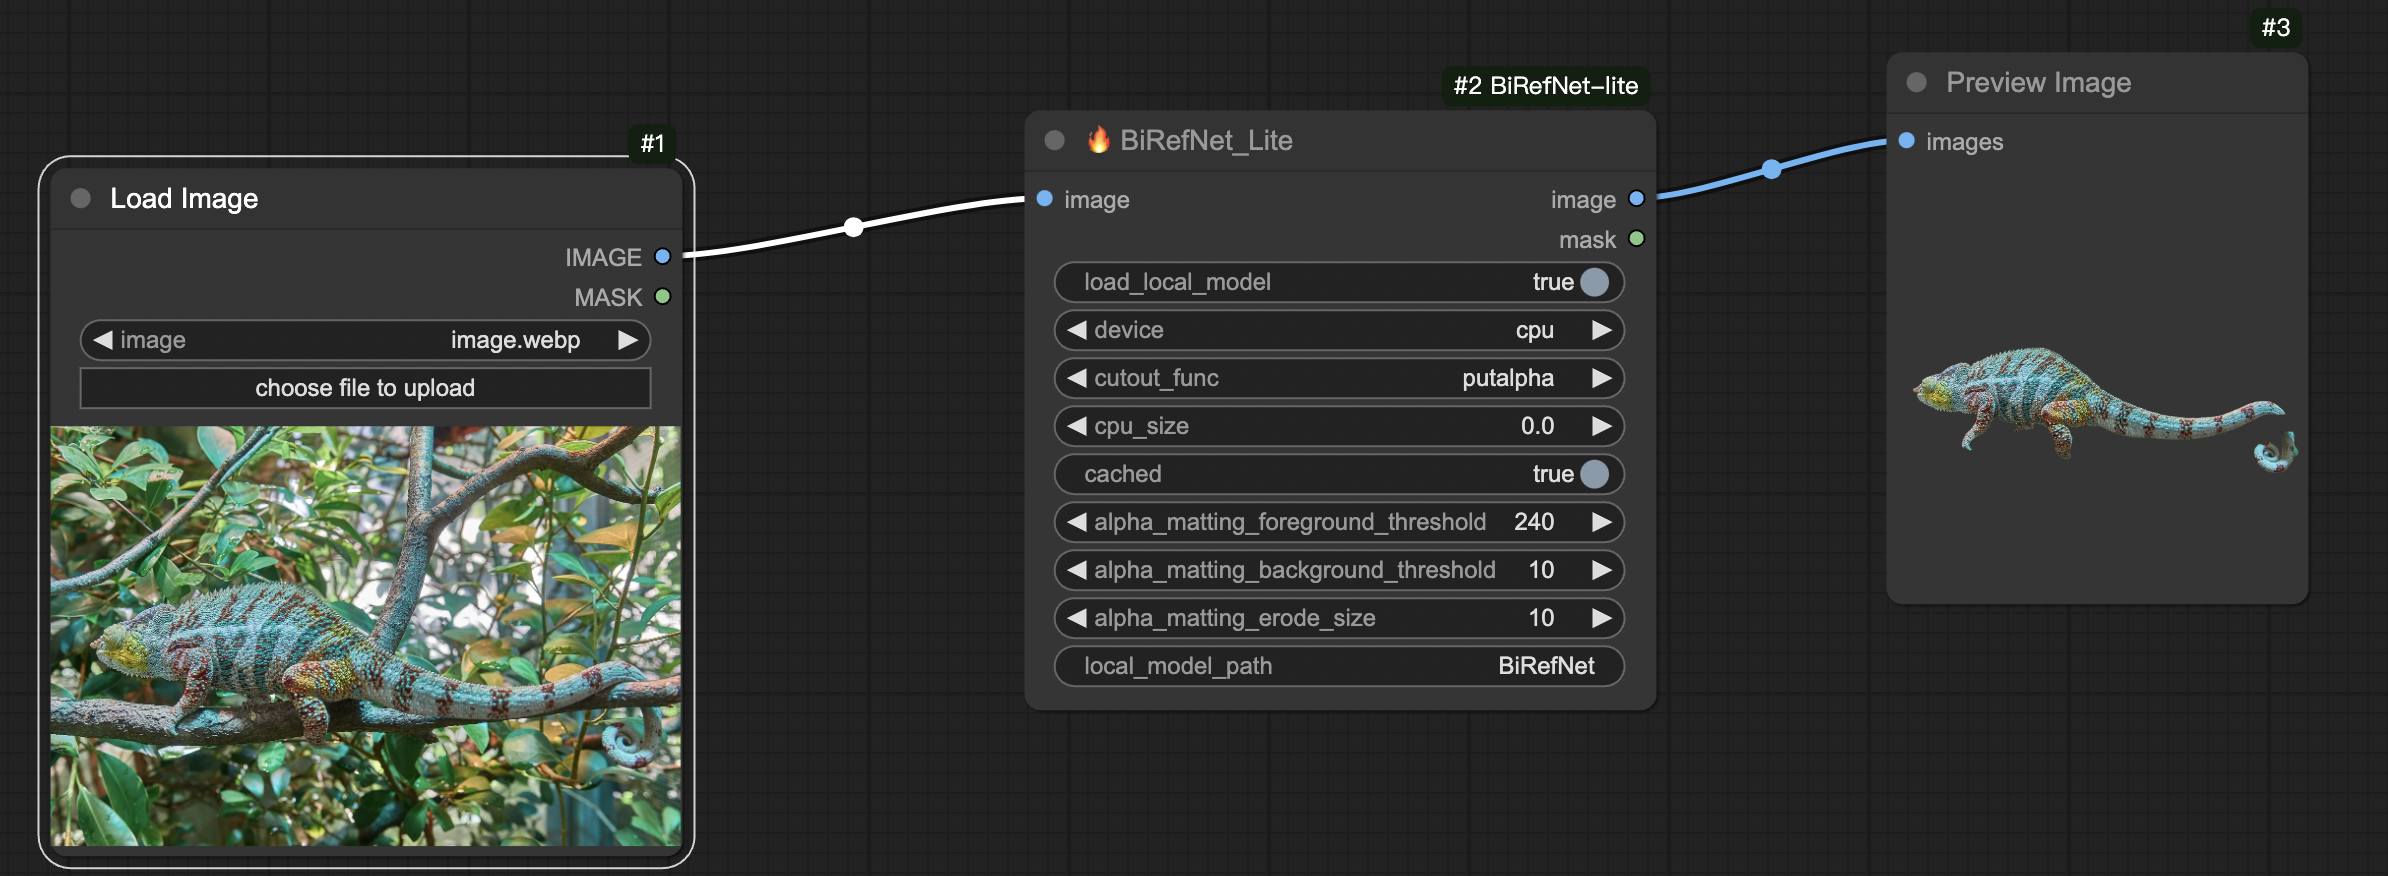 #1
Load Image
IMAGE
MASK
image image.webp
choose file to upload
#2 BiRefNet-lite
🔥 BiRefNet_Lite
image image
mask
load_local_model true
device cpu
cutout_func putalpha
cpu_size 0.0
cached true
alpha_matting_foreground_threshold 240
alpha_matting_background_threshold 10
alpha_matting_erode_size 10
local_model_path BiRefNet
#3
Preview Image
images